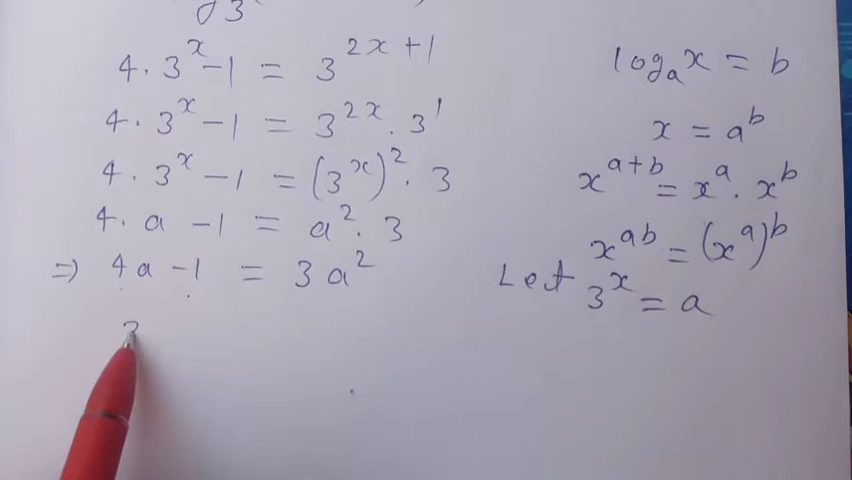 4 · 3^x - 1 = 3^{2x+1}
4 · 3^x - 1 = 3^{2x} · 3^1
4 · 3^x - 1 = (3^x)^2 · 3
4 · a - 1 = a^2 · 3
⇒ 4a - 1 = 3a^2
log_a x = b
x = a^b
x^{a+b} = x^a · x^b
x^{ab} = (x^a)^b
Let 3^x = a